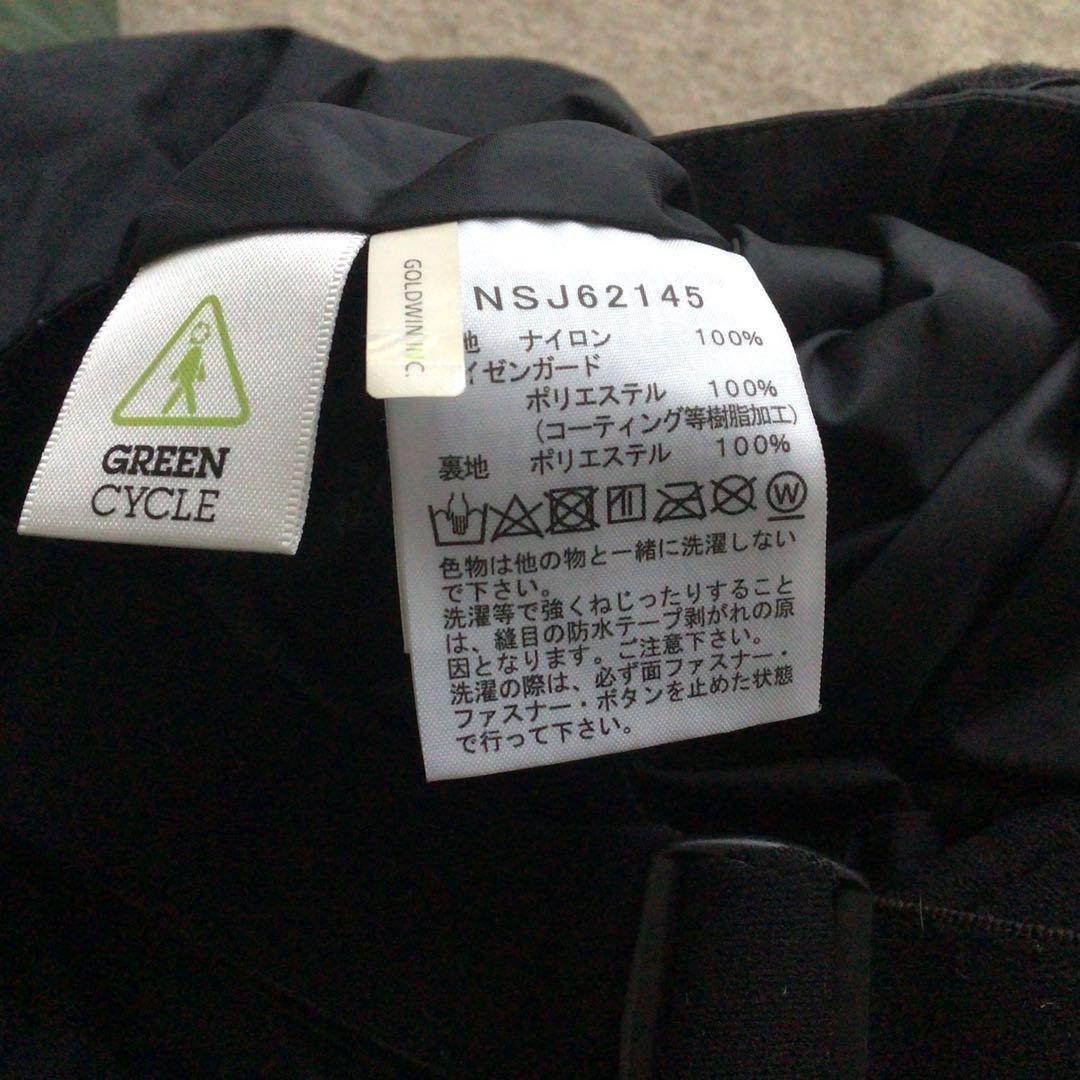 GREEN
CYCLE
GOLDWIN INC.
NSJ62145
地 ナイロン 100%
イゼンガード
ポリエステル 100%
(コーティング等樹脂加工)
裏地 ポリエステル 100%
W
色物は他の物と一緒に洗濯しない
で下さい。
洗濯等で強くねじったりすること
は、縫目の防水テープ剥がれの原
因となります。ご注意下さい。
洗濯の際は、必ず面ファスナー・
ファスナー・ボタンを止めた状態
で行って下さい。